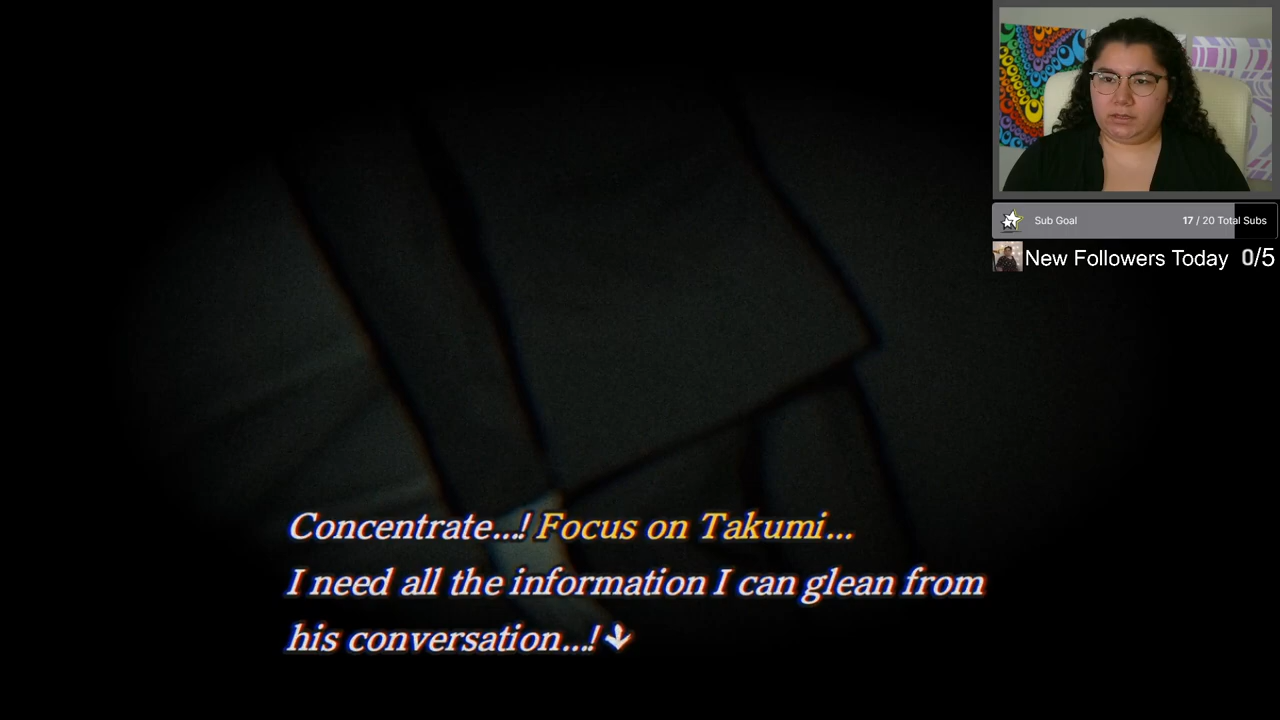 Sub Goal 17 / 20 Total Subs
New Followers Today 0/5
Concentrate...! Focus on Takumi...
I need all the information I can glean from
his conversation...!